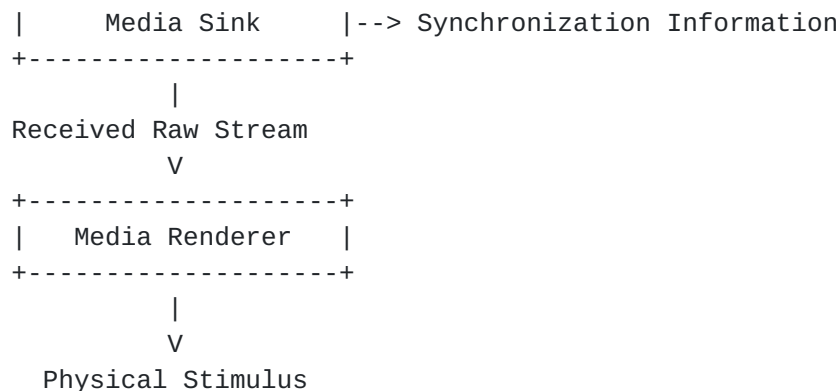 |     Media Sink     |--> Synchronization Information
+---------------------+
          |
Received Raw Stream
          V
+---------------------+
|   Media Renderer   |
+---------------------+
          |
          V
  Physical Stimulus